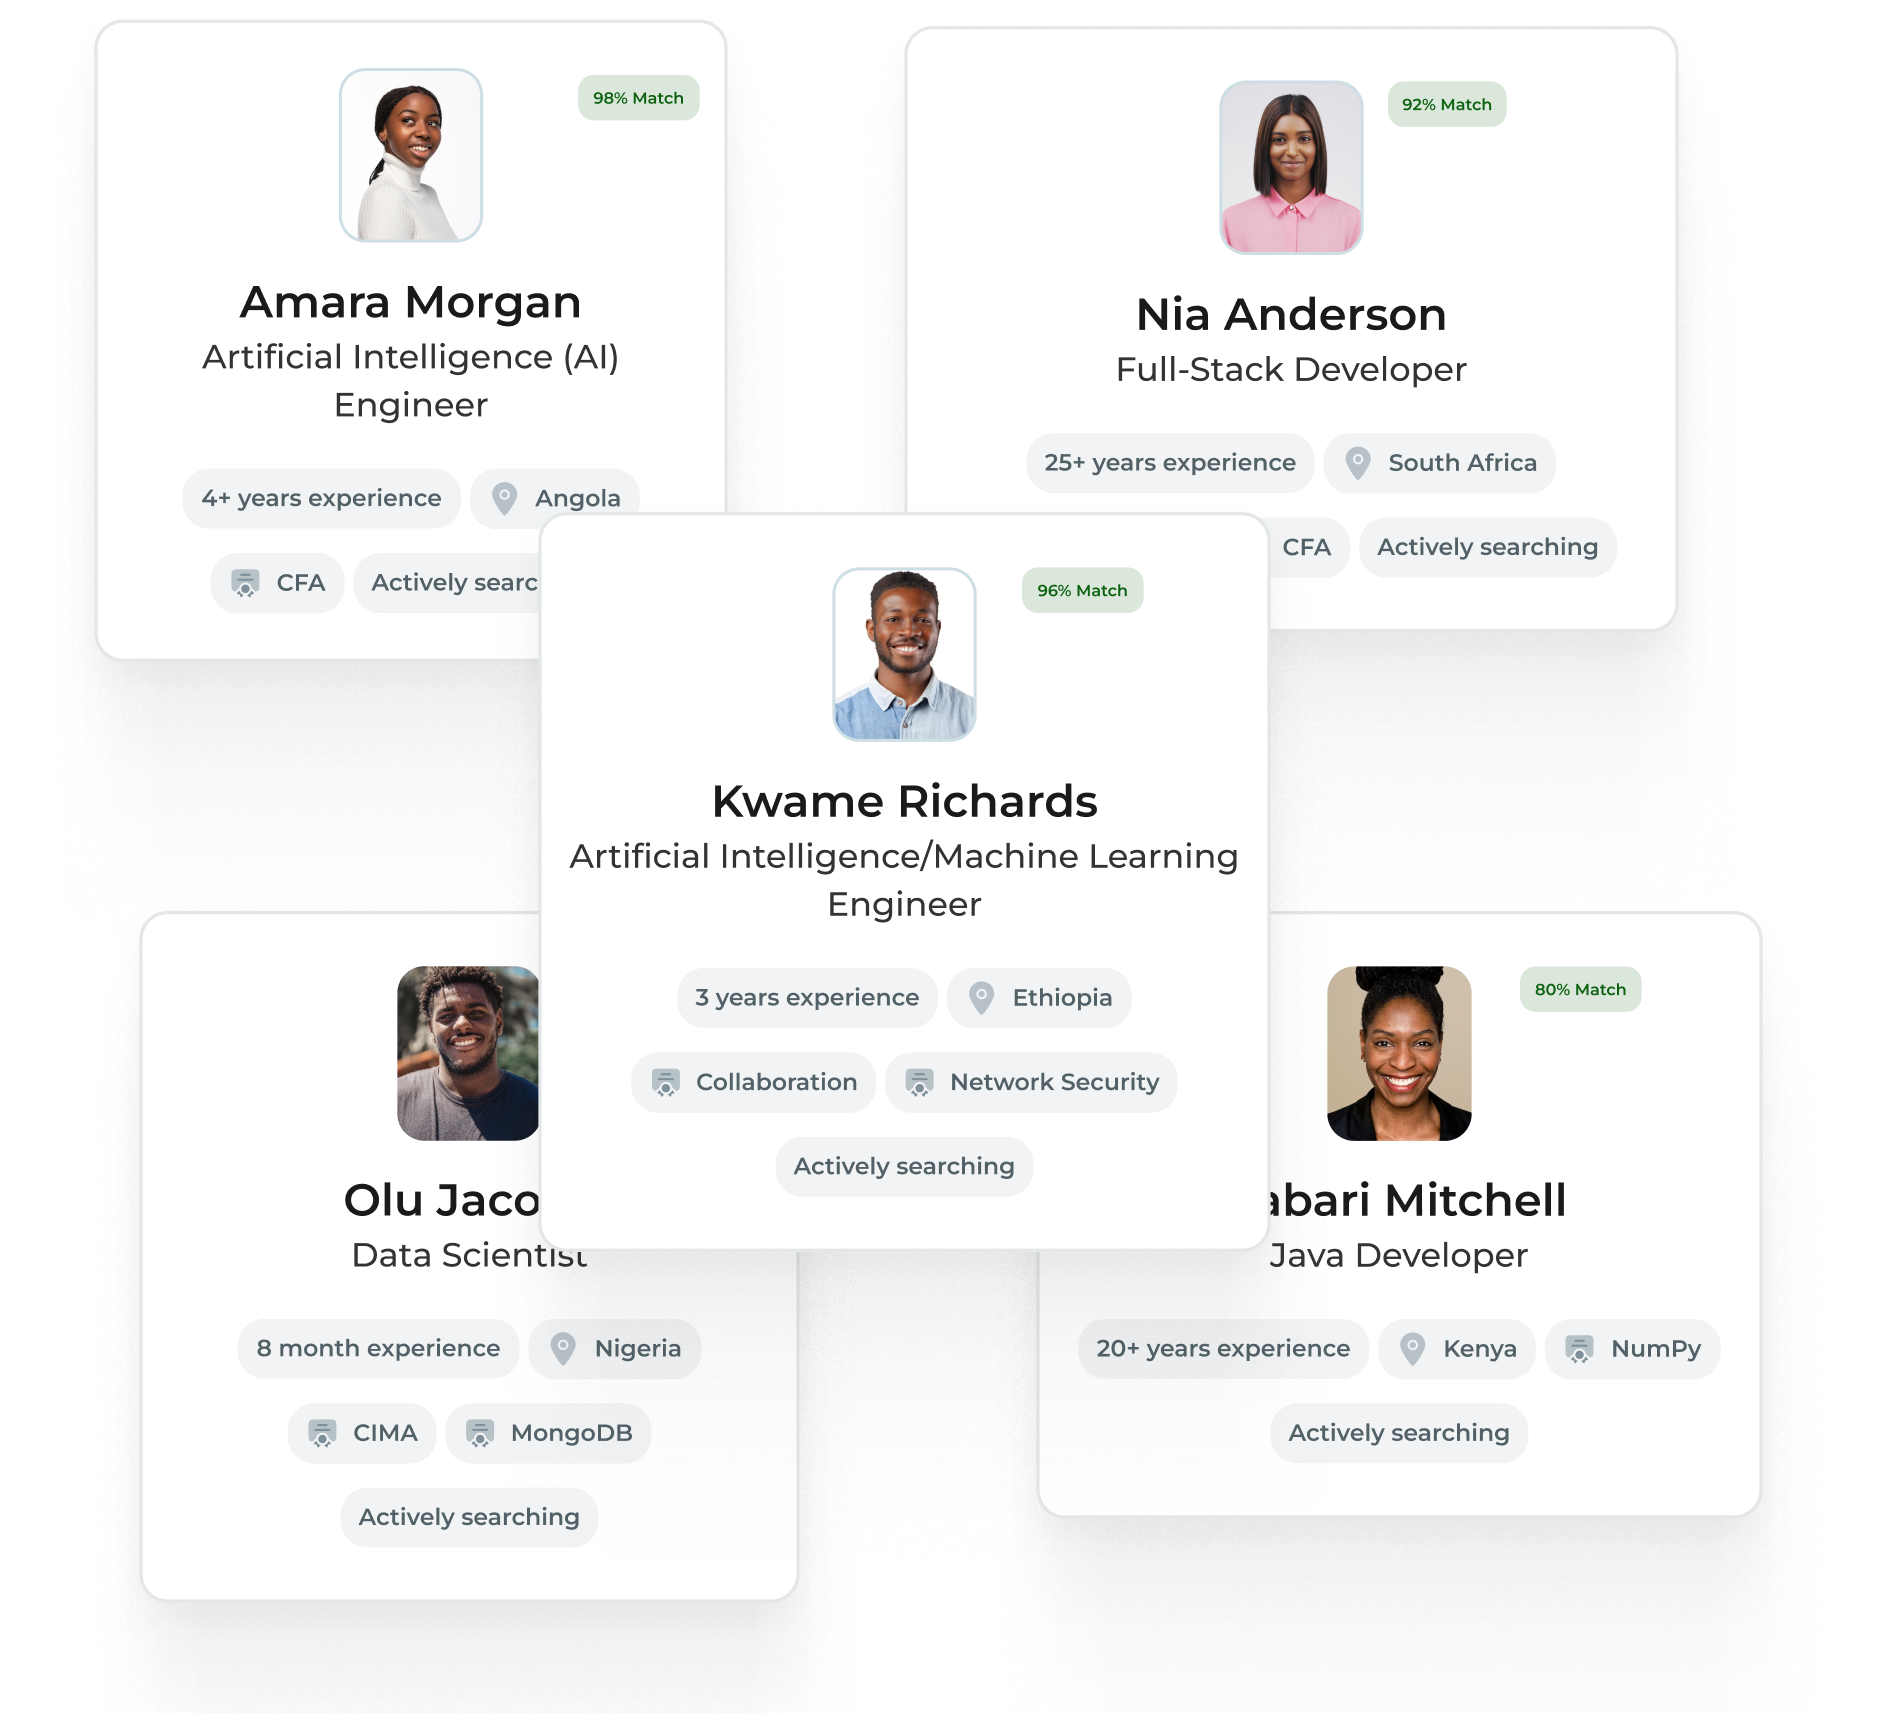 98% Match
Amara Morgan
Artificial Intelligence (AI)
Engineer
4+ years experience
Angola
CFA
Actively searc
92% Match
Nia Anderson
Full-Stack Developer
25+ years experience
South Africa
CFA
Actively searching
96% Match
Kwame Richards
Artificial Intelligence/Machine Learning
Engineer
3 years experience
Ethiopia
Collaboration
Network Security
Actively searching
Olu Jaco
Data Scientist
8 month experience
Nigeria
CIMA
MongoDB
Actively searching
80% Match
abari Mitchell
Java Developer
20+ years experience
Kenya
NumPy
Actively searching